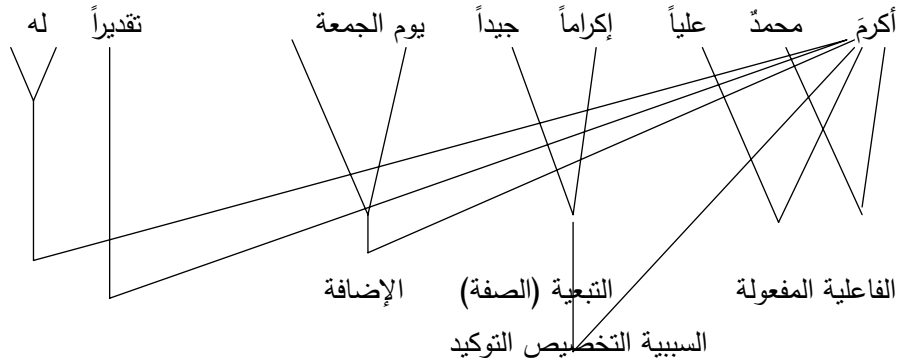 أكرمَ محمدٌ علياً إكراماً جيداً يوم الجمعة تقديراً له
الفاعلية المفعولة التبعية (الصفة) الإضافة
السببية التخصيص التوكيد